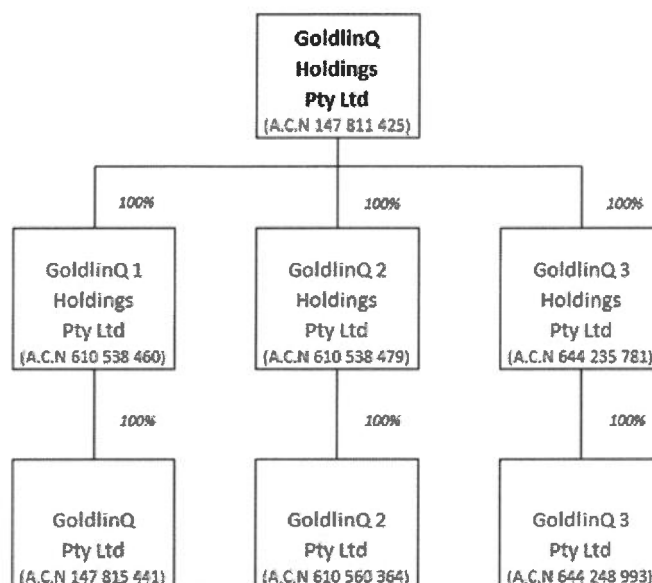 GoldlinQ
Holdings
Pty Ltd
(A.C.N 147 811 425)
100% 100% 100%
GoldlinQ 1
Holdings
Pty Ltd
(A.C.N 610 538 460)
GoldlinQ 2
Holdings
Pty Ltd
(A.C.N 610 538 479)
GoldlinQ 3
Holdings
Pty Ltd
(A.C.N 644 235 781)
100% 100% 100%
GoldlinQ
Pty Ltd
(A.C.N 147 815 441)
GoldlinQ 2
Pty Ltd
(A.C.N 610 560 364)
GoldlinQ 3
Pty Ltd
(A.C.N 644 248 993)